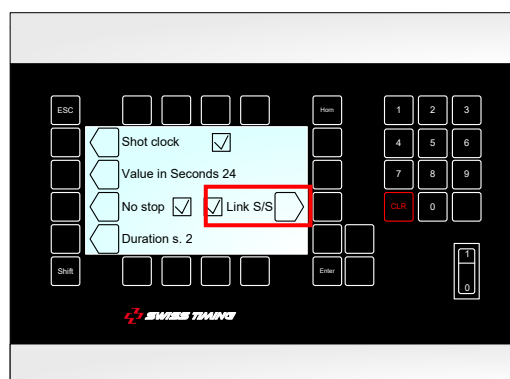 ESC
Hom
1 2 3
Shot clock
4 5 6
Value in Seconds 24
7 8 9
No stop Link S/S
CLR 0
Duration s. 2
1
0
Shift
Enter
SWISS TIMING